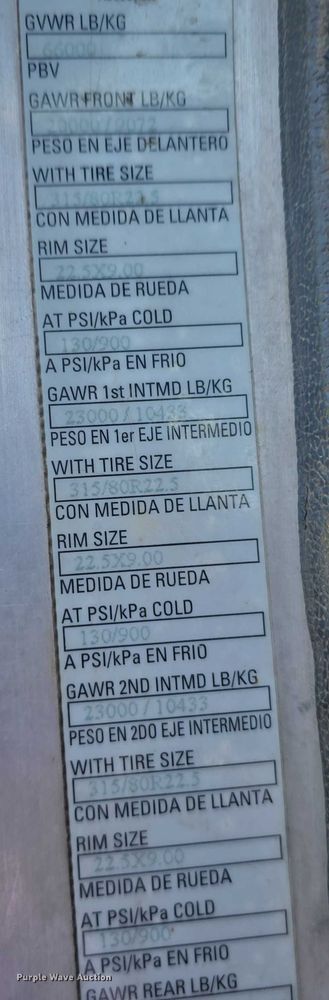 GVWR LB/KG
66000
PBV
GAWR FRONT LB/KG
20000 / 9072
PESO EN EJE DELANTERO
WITH TIRE SIZE
315/80R22.5
CON MEDIDA DE LLANTA
RIM SIZE
22.5X9.00
MEDIDA DE RUEDA
AT PSI/kPa COLD
130/900
A PSI/kPa EN FRIO
GAWR 1st INTMD LB/KG
23000 / 10433
PESO EN 1er EJE INTERMEDIO
WITH TIRE SIZE
315/80R22.5
CON MEDIDA DE LLANTA
RIM SIZE
22.5X9.00
MEDIDA DE RUEDA
AT PSI/kPa COLD
130/900
A PSI/kPa EN FRIO
GAWR 2ND INTMD LB/KG
23000 / 10433
PESO EN 2DO EJE INTERMEDIO
WITH TIRE SIZE
315/80R22.5
CON MEDIDA DE LLANTA
RIM SIZE
22.5X9.00
MEDIDA DE RUEDA
AT PSI/kPa COLD
130/900
A PSI/kPa EN FRIO
GAWR REAR LB/KG
Purple Wave Auction